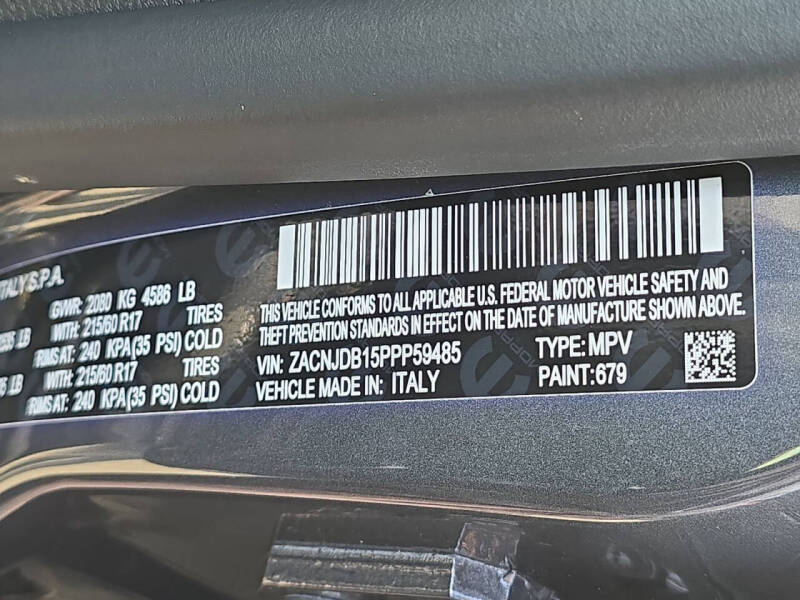 ITALY S.P.A.
GWR: 2080 KG 4586 LB
LB WITH: 215/60 R17 TIRES
RIMS AT: 240 KPA(35 PSI) COLD
LB WITH: 215/60 R17 TIRES
RIMS AT: 240 KPA(35 PSI) COLD
THIS VEHICLE CONFORMS TO ALL APPLICABLE U.S. FEDERAL MOTOR VEHICLE SAFETY AND
THEFT PREVENTION STANDARDS IN EFFECT ON THE DATE OF MANUFACTURE SHOWN ABOVE.
VIN: ZACNJDB15PPP59485 TYPE: MPV
VEHICLE MADE IN: ITALY PAINT:679